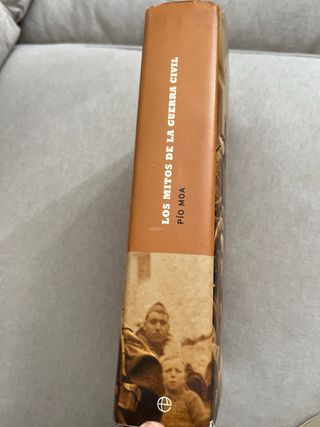 LOS MITOS DE LA GUERRA CIVIL
PÍO MOA